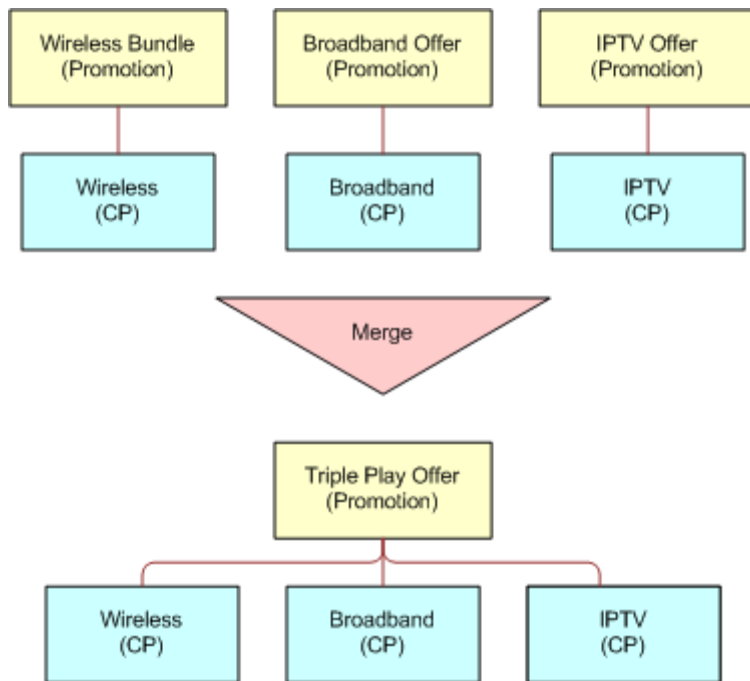 Wireless Bundle
(Promotion)
Broadband Offer
(Promotion)
IPTV Offer
(Promotion)
Wireless
(CP)
Broadband
(CP)
IPTV
(CP)
Merge
Triple Play Offer
(Promotion)
Wireless
(CP)
Broadband
(CP)
IPTV
(CP)